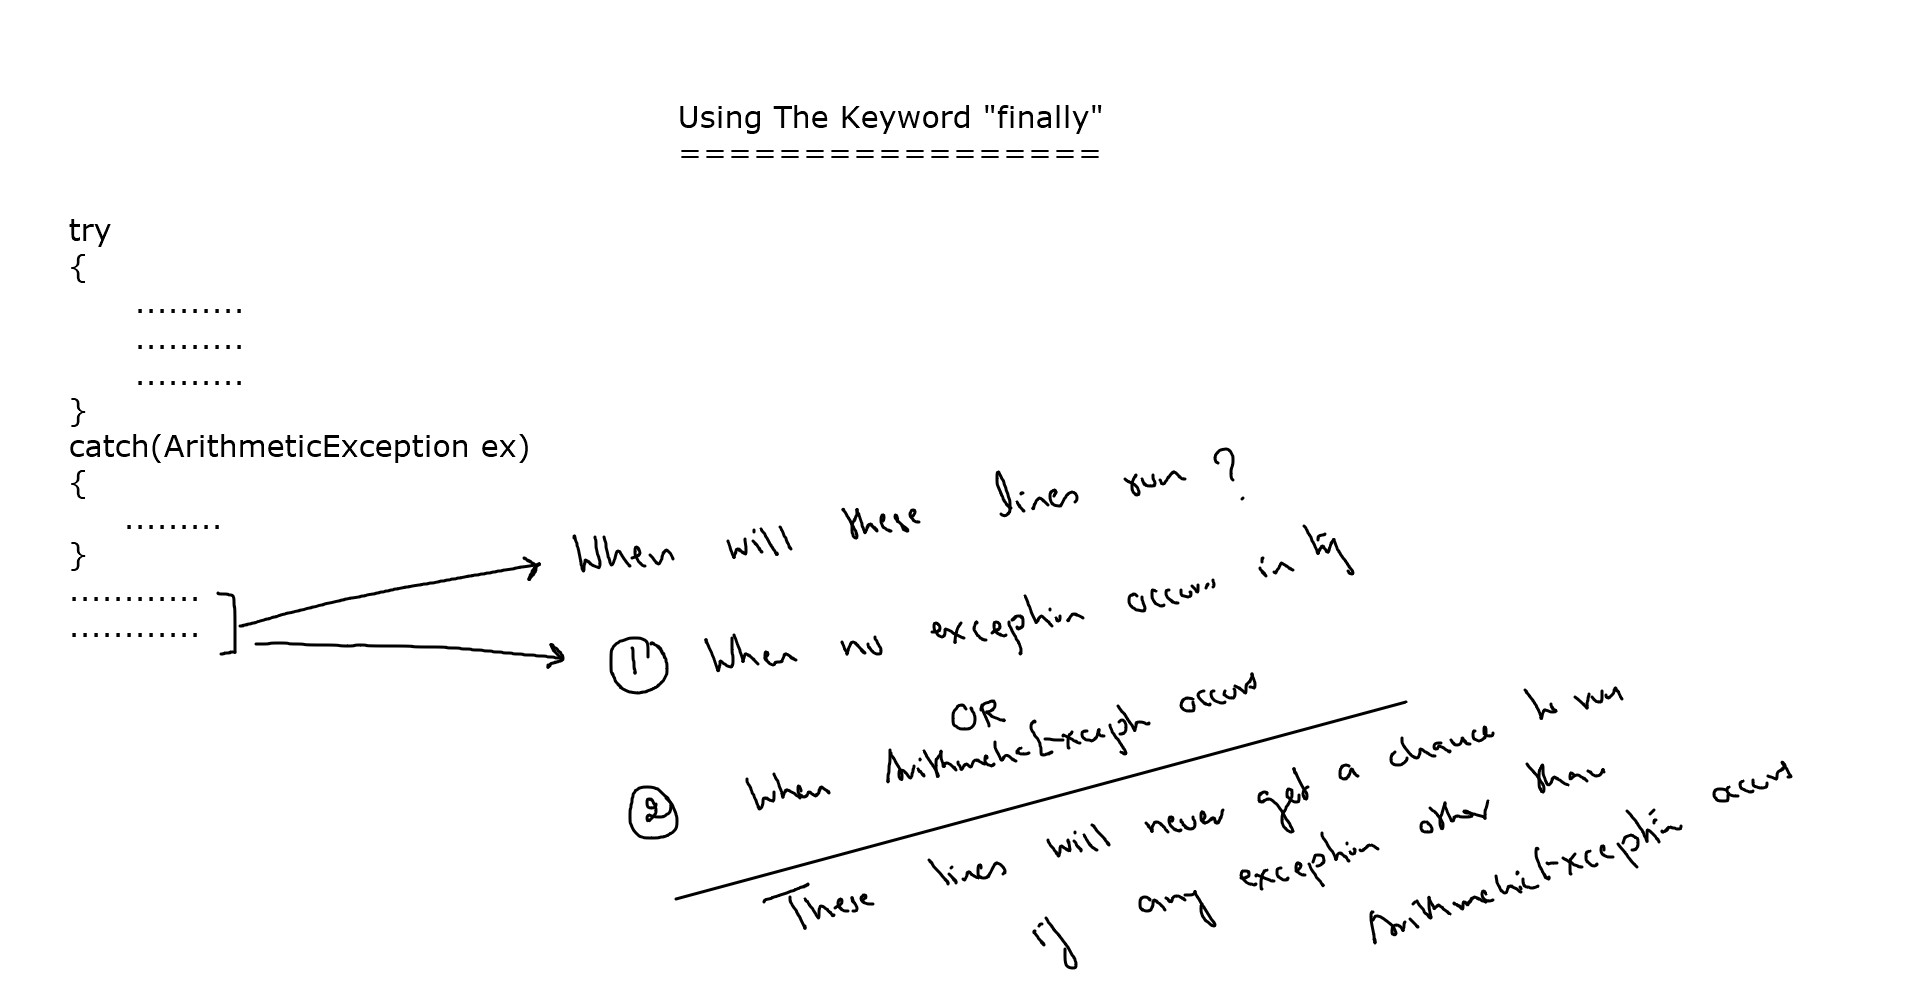 Using The Keyword "finally"
=================
try
{
..........
..........
..........
}
catch(ArithmeticException ex)
{
.........
}
............
............
When will these lines run ?
① When no exception occurs in try
OR
② When ArithmeticExceptn occurs
These lines will never get a chance to run
if any exception other than
ArithmeticException occurs